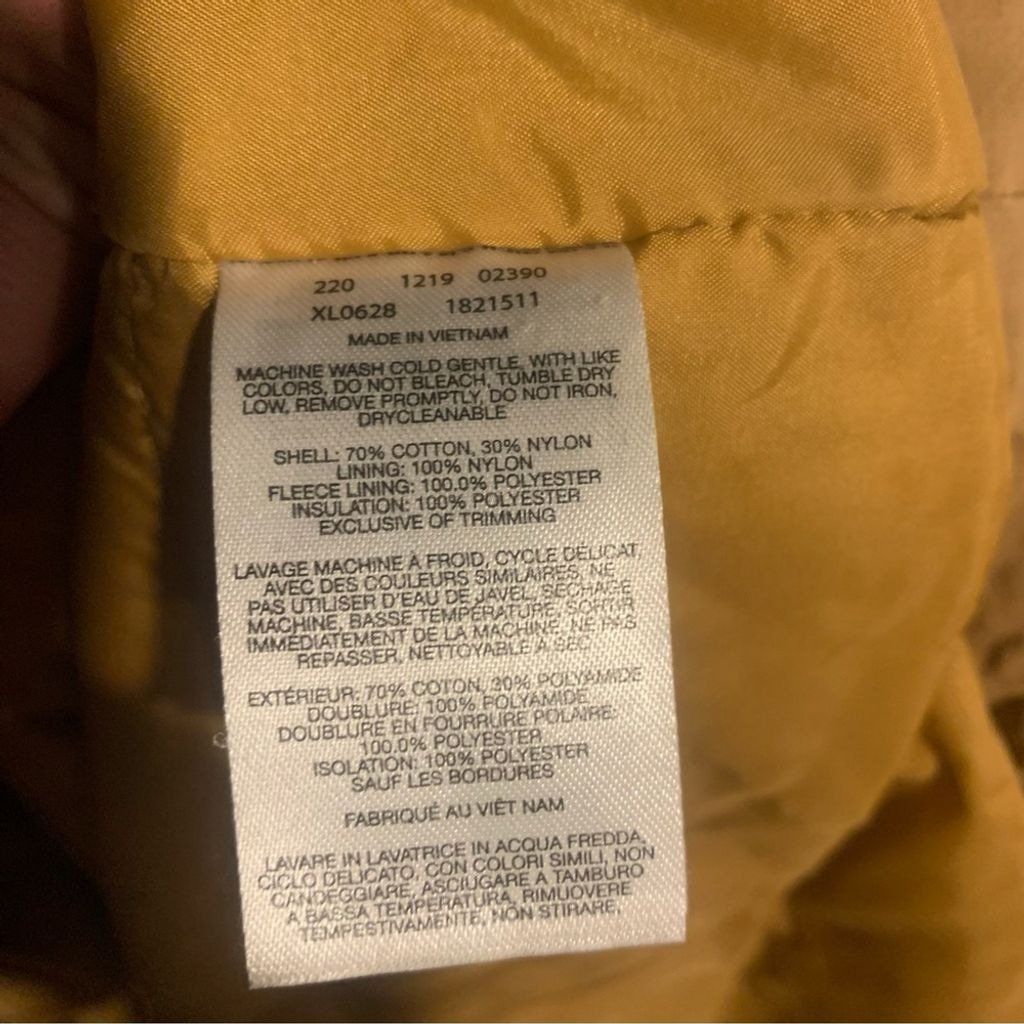 220 1219 02390
XL0628 1821511
MADE IN VIETNAM
MACHINE WASH COLD GENTLE, WITH LIKE
COLORS, DO NOT BLEACH, TUMBLE DRY
LOW, REMOVE PROMPTLY, DO NOT IRON,
DRYCLEANABLE
SHELL: 70% COTTON, 30% NYLON
LINING: 100% NYLON
FLEECE LINING: 100.0% POLYESTER
INSULATION: 100% POLYESTER
EXCLUSIVE OF TRIMMING
LAVAGE MACHINE À FROID, CYCLE DÉLICAT,
AVEC DES COULEURS SIMILAIRES, NE
PAS UTILISER D'EAU DE JAVEL, SÉCHAGE
MACHINE, BASSE TEMPÉRATURE, SORTIR
IMMÉDIATEMENT DE LA MACHINE, NE PAS
REPASSER, NETTOYABLE À SEC
EXTÉRIEUR: 70% COTON, 30% POLYAMIDE
DOUBLURE: 100% POLYAMIDE
DOUBLURE EN FOURRURE POLAIRE:
100.0% POLYESTER
ISOLATION: 100% POLYESTER
SAUF LES BORDURES
FABRIQUÉ AU VIÊT NAM
LAVARE IN LAVATRICE IN ACQUA FREDDA,
CICLO DELICATO, CON COLORI SIMILI, NON
CANDEGGIARE, ASCIUGARE A TAMBURO
A BASSA TEMPERATURA, RIMUOVERE
TEMPESTIVAMENTE, NON STIRARE,